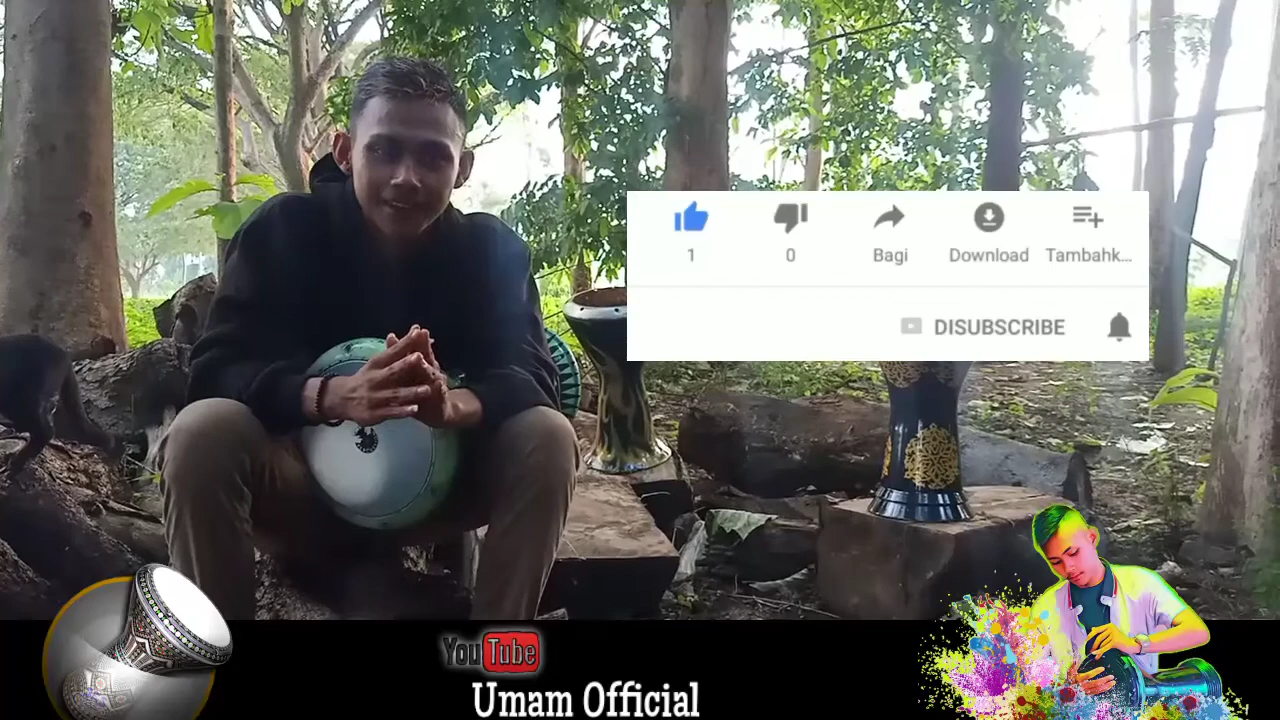 1
0
Bagi
Download
Tambahk...
DISUBSCRIBE
YouTube
Umam Official